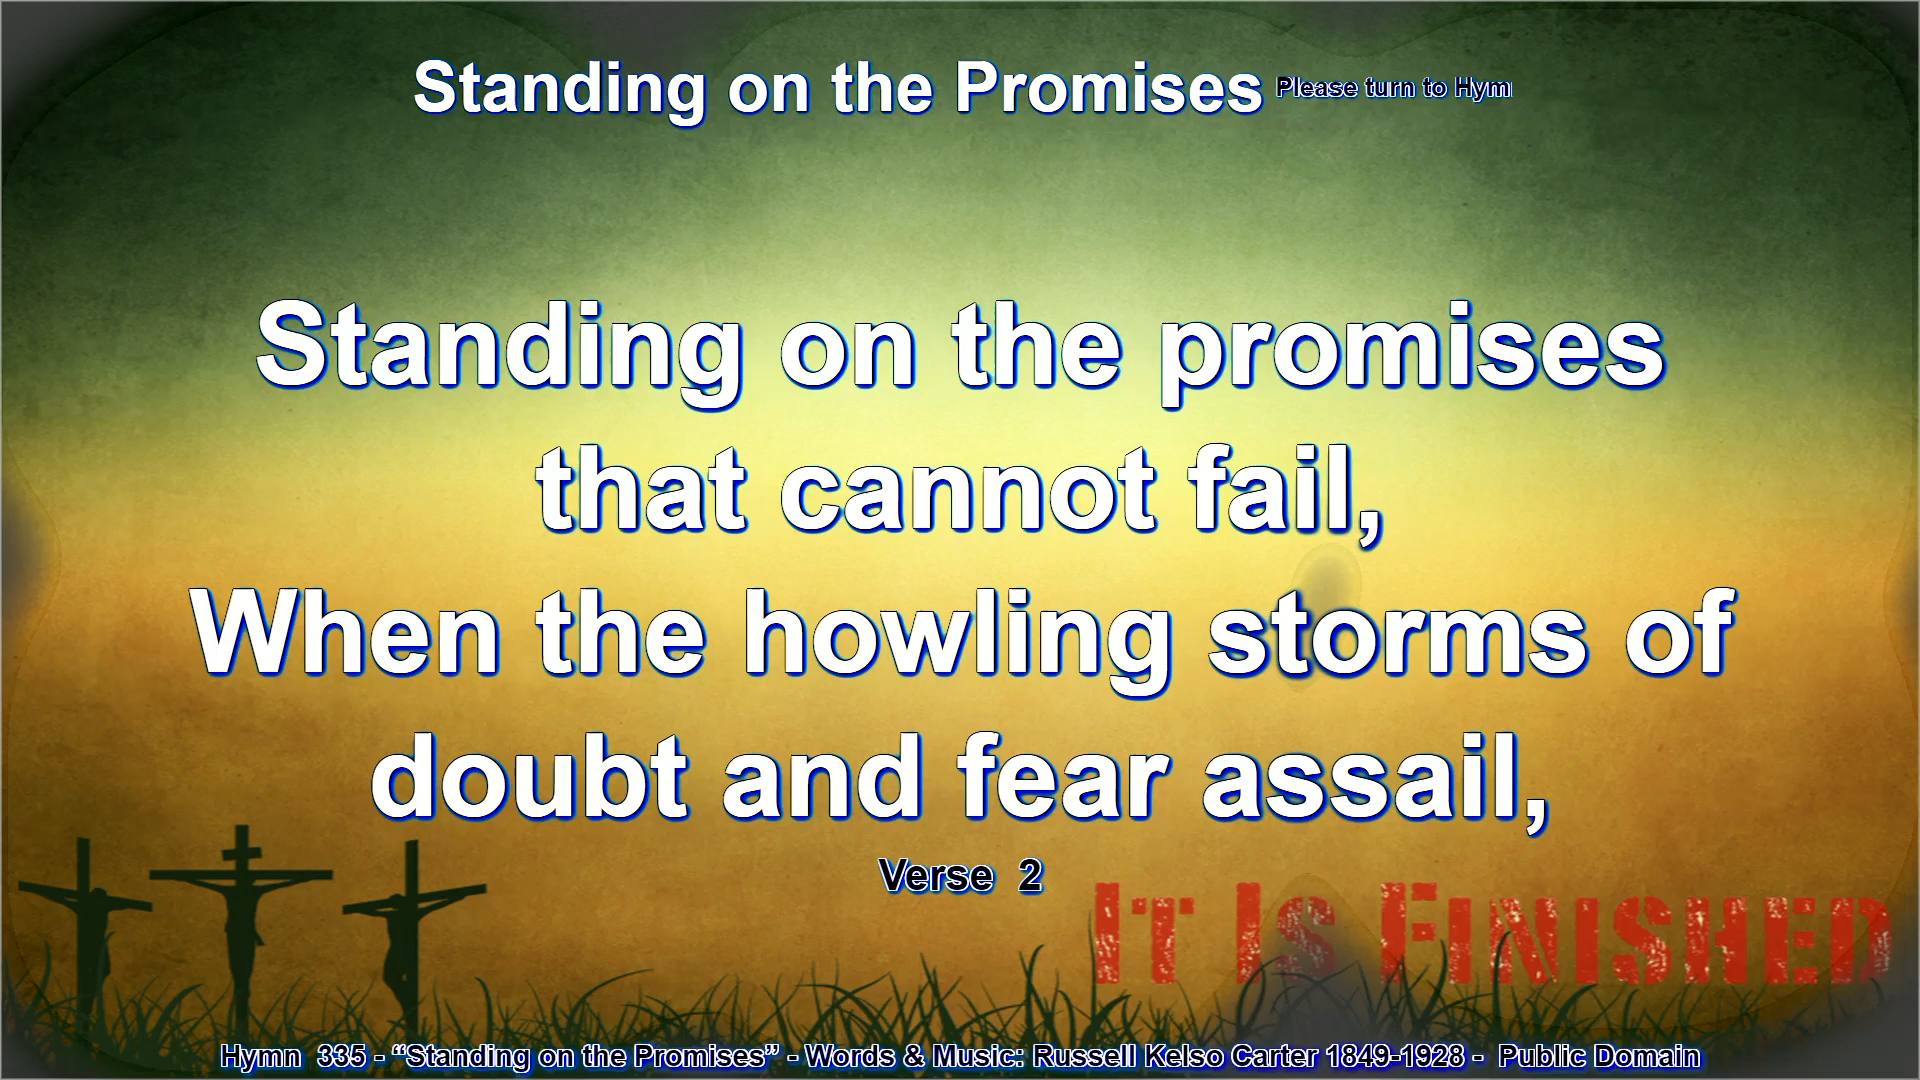 Standing on the Promises Please turn to Hym
Standing on the promises
that cannot fail,
When the howling storms of
doubt and fear assail,
Verse 2
It Is Finished
Hymn 335 - “Standing on the Promises” - Words & Music: Russell Kelso Carter 1849-1928 - Public Domain